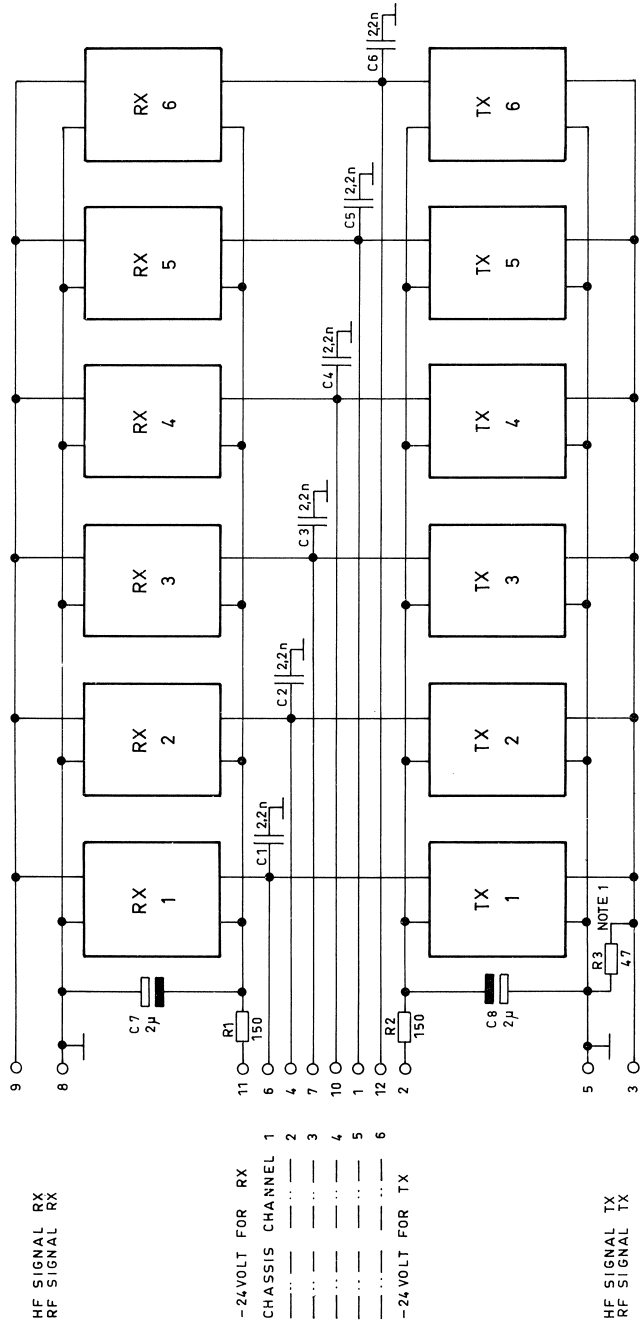 HF SIGNAL RX
RF SIGNAL RX
9
8
-24VOLT FOR RX
11
CHASSIS CHANNEL 1
6
—··— —··— 2
4
—··— —··— 3
7
—··— —··— 4
10
—··— —··— 5
1
—··— —··— 6
12
-24VOLT FOR TX
2
HF SIGNAL TX
RF SIGNAL TX
5
3
C7
2µ
R1
150
R2
150
C8
2µ
R3
47
NOTE 1
RX
1
RX
2
RX
3
RX
4
RX
5
RX
6
C1 2,2n
C2 2,2n
C3 2,2n
C4 2,2n
C5 2,2n
C6 2,2n
TX
1
TX
2
TX
3
TX
4
TX
5
TX
6